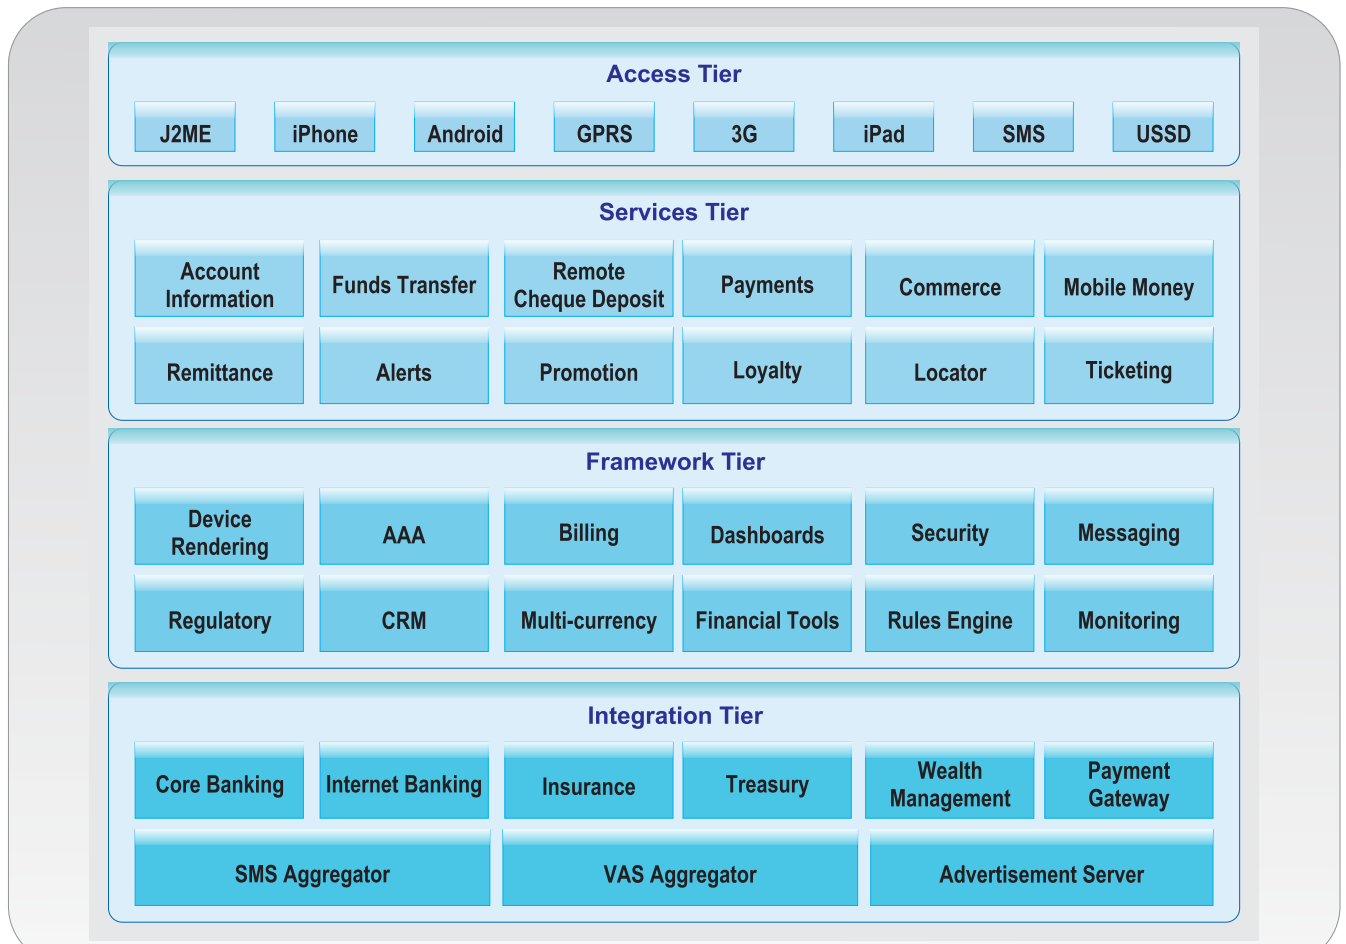 Access Tier
J2ME iPhone Android GPRS 3G iPad SMS USSD
Services Tier
Account
Information
Funds Transfer
Remote
Cheque Deposit
Payments
Commerce
Mobile Money
Remittance
Alerts
Promotion
Loyalty
Locator
Ticketing
Framework Tier
Device
Rendering
AAA
Billing
Dashboards
Security
Messaging
Regulatory
CRM
Multi-currency
Financial Tools
Rules Engine
Monitoring
Integration Tier
Core Banking
Internet Banking
Insurance
Treasury
Wealth
Management
Payment
Gateway
SMS Aggregator
VAS Aggregator
Advertisement Server